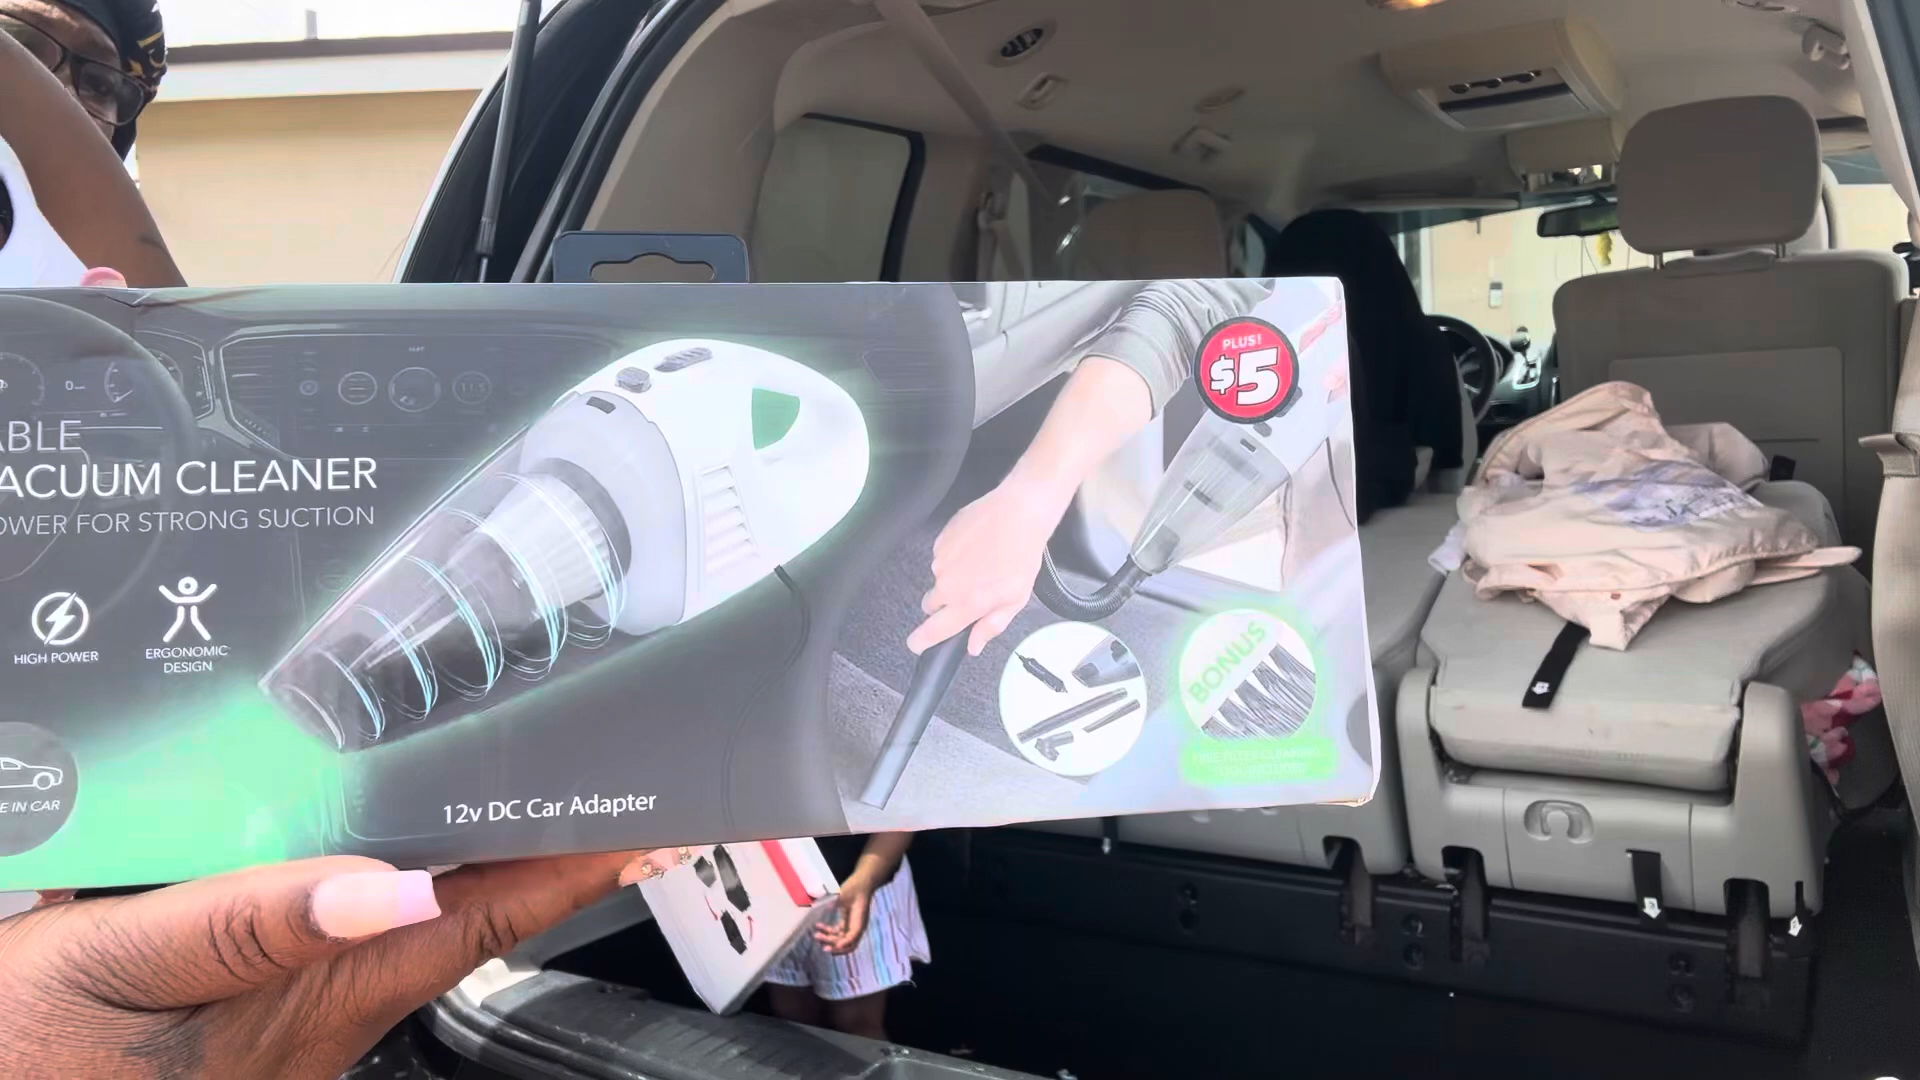 ABLE
ACUUM CLEANER
OWER FOR STRONG SUCTION
HIGH POWER
ERGONOMIC
DESIGN
E IN CAR
12v DC Car Adapter
PLUS!
$5
BONUS